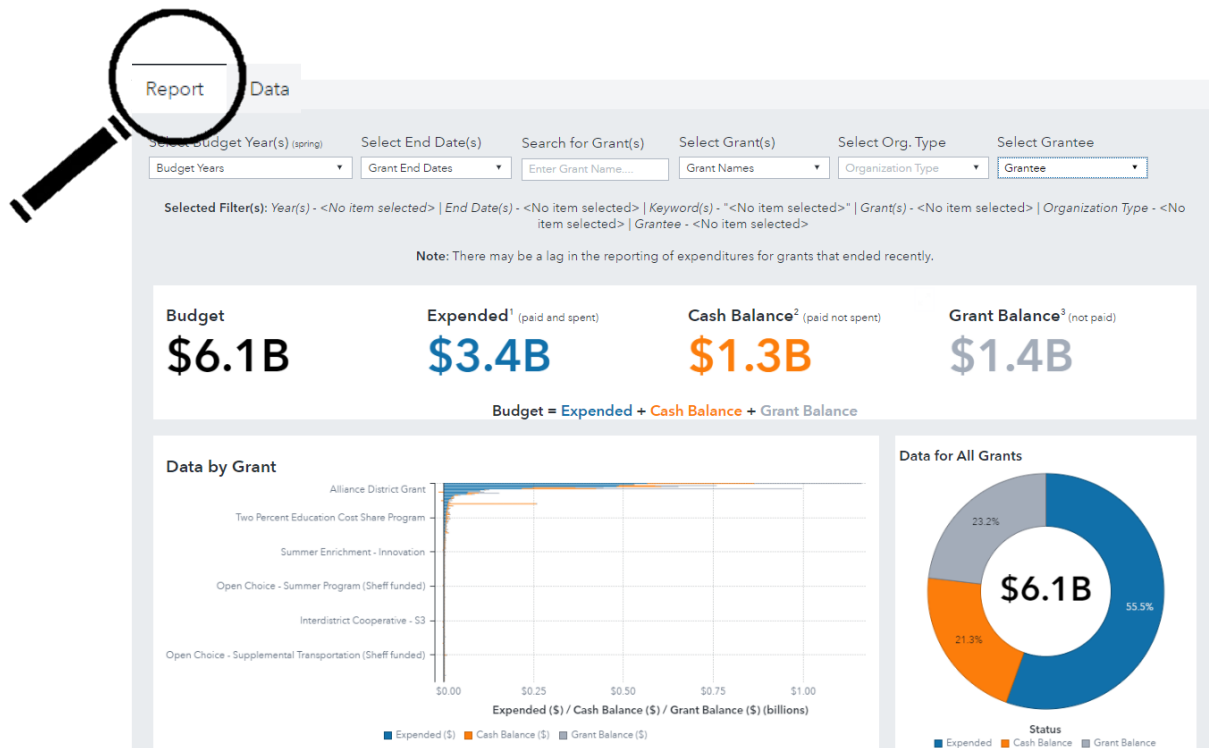 Report Data
Select Budget Year(s) (spring) Select End Date(s) Search for Grant(s) Select Grant(s) Select Org. Type Select Grantee
Budget Years Grant End Dates Enter Grant Name.... Grant Names Organization Type Grantee
Selected Filter(s): Year(s) - <No item selected> | End Date(s) - <No item selected> | Keyword(s) - "<No item selected>" | Grant(s) - <No item selected> | Organization Type - <No
item selected> | Grantee - <No item selected>
Note: There may be a lag in the reporting of expenditures for grants that ended recently.
Budget Expended¹ (paid and spent) Cash Balance² (paid not spent) Grant Balance³ (not paid)
$6.1B $3.4B $1.3B $1.4B
Budget = Expended + Cash Balance + Grant Balance
Data by Grant
Alliance District Grant
Two Percent Education Cost Share Program
Summer Enrichment - Innovation
Open Choice - Summer Program (Sheff funded)
Interdistrict Cooperative - S3
Open Choice - Supplemental Transportation (Sheff funded)
$0.00 $0.25 $0.50 $0.75 $1.00
Expended ($) / Cash Balance ($) / Grant Balance ($) (billions)
Expended ($) Cash Balance ($) Grant Balance ($)
Data for All Grants
23.2%
$6.1B
55.5%
21.3%
Status
Expended Cash Balance Grant Balance